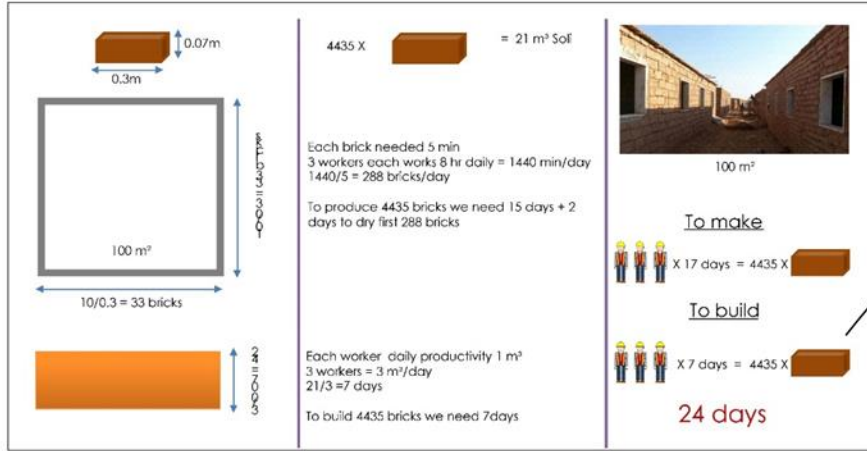 0.07m
0.3m
100 m²
10/0.3 = 33 bricks
4435 X
= 21 m³ Soil
Each brick needed 5 min
3 workers each works 8 hr daily = 1440 min/day
1440/5 = 288 bricks/day
To produce 4435 bricks we need 15 days + 2
days to dry first 288 bricks
Each worker daily productivity 1 m³
3 workers = 3 m³/day
21/3 =7 days
To build 4435 bricks we need 7days
100 m²
To make
X 17 days = 4435 X
To build
X 7 days = 4435 X
24 days